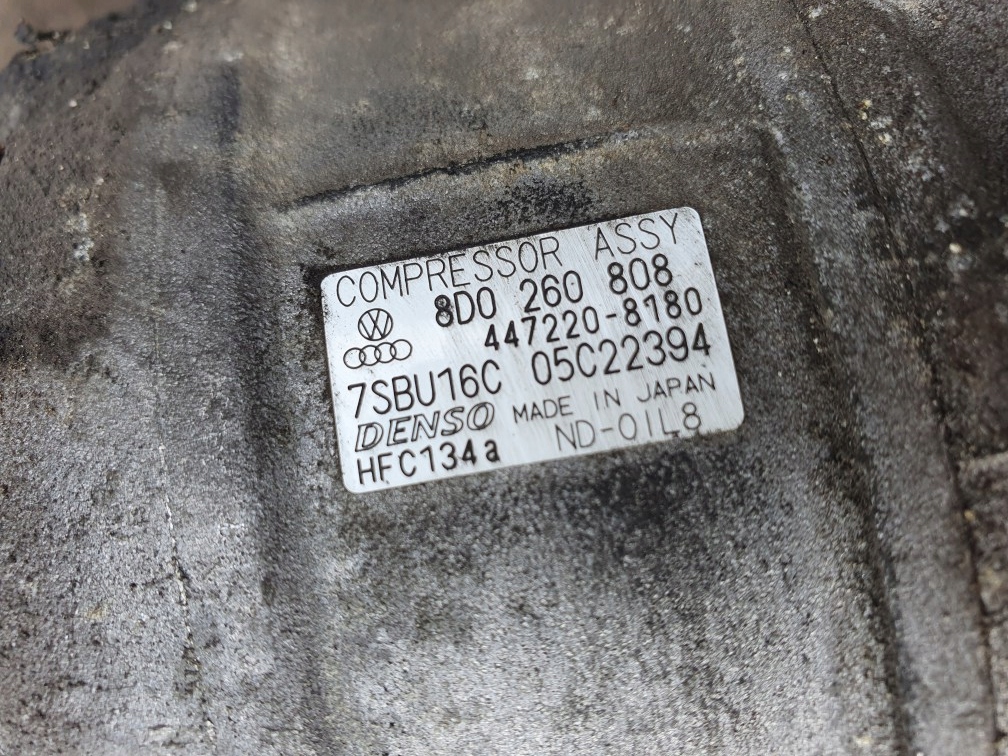 COMPRESSOR ASSY
8D0 260 808
447220-8180
7SBU16C 05C22394
DENSO MADE IN JAPAN
HFC134a ND-OIL8